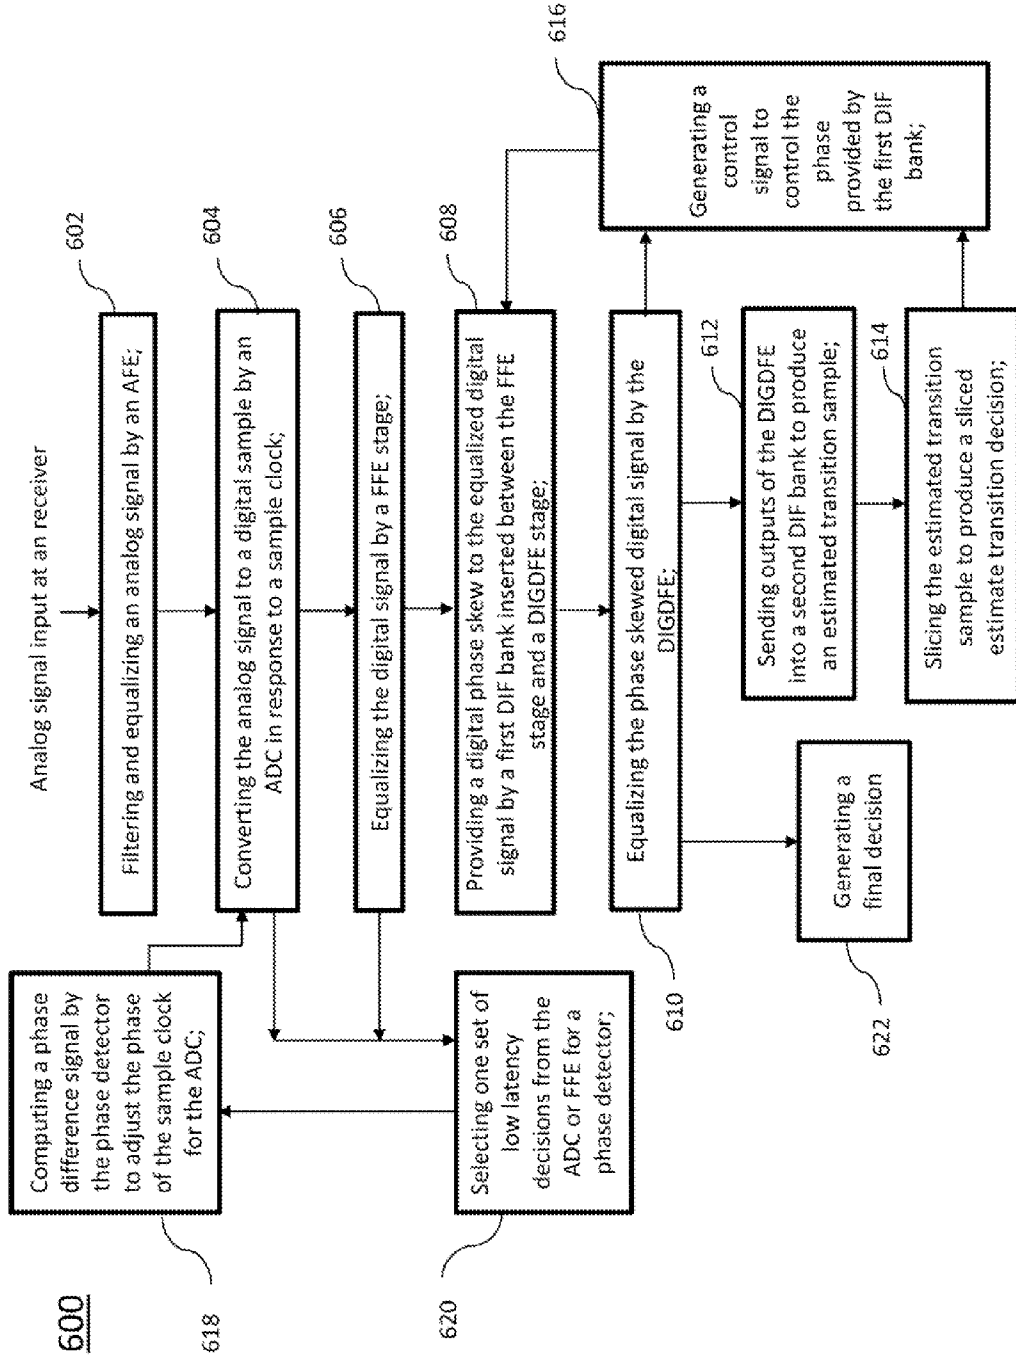 600
Analog signal input at an receiver
602
Filtering and equalizing an analog signal by an AFE;
604
Converting the analog signal to a digital sample by an
ADC in response to a sample clock;
606
Equalizing the digital signal by a FFE stage;
608
Providing a digital phase skew to the equalized digital
signal by a first DIF bank inserted between the FFE
stage and a DIGDFE stage;
610
Equalizing the phase skewed digital signal by the
DIGDFE;
612
Sending outputs of the DIGDFE
into a second DIF bank to produce
an estimated transition sample;
614
Slicing the estimated transition
sample to produce a sliced
estimate transition decision;
616
Generating a
control
signal to
control the
phase
provided by
the first DIF
bank;
618
Computing a phase
difference signal by
the phase detector
to adjust the phase
of the sample clock
for the ADC;
620
Selecting one set of
low latency
decisions from the
ADC or FFE for a
phase detector;
622
Generating a
final decision